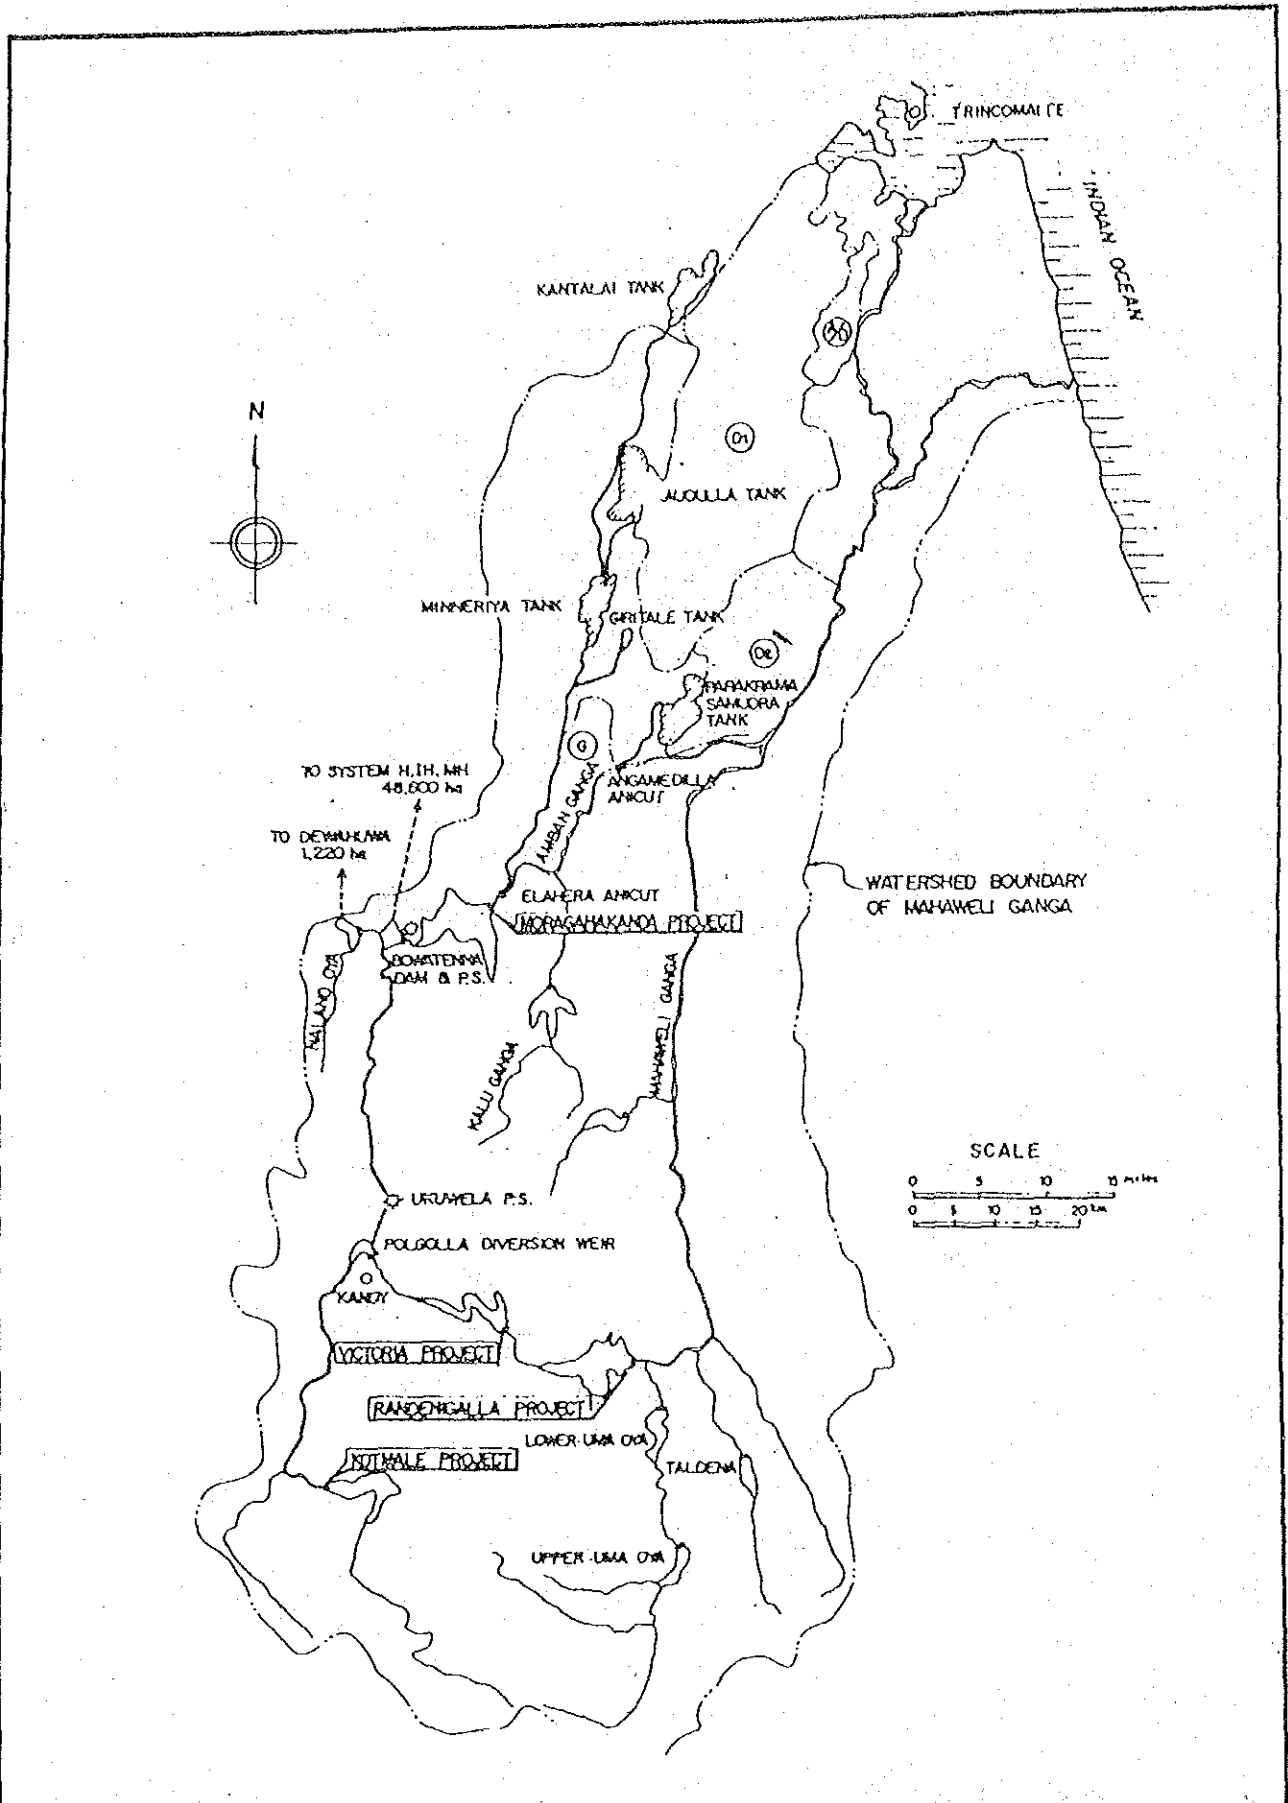 TRINCOMALEE
INDIAN OCEAN
KANTALAI TANK
N
D1
AUDULLA TANK
MINNERIYA TANK
GIRITALE TANK
D2
PARAKRAMA
SAMUDRA
TANK
G
TO SYSTEM H, IH, MH
48,600 ha
ANGAMEDILLA
ANICUT
AMBAN GANGA
TO DEWAHUWA
1,220 ha
WATERSHED BOUNDARY
OF MAHAWELI GANGA
ELAHERA ANICUT
MORAGAHAKANDA PROJECT
BOWATENNA
DAM & P.S.
NALAND OYA
MAHAWELI GANGA
KALU GANGA
SCALE
0 5 10 15 miles
0 5 10 15 20 km
UKUWELA P.S.
POLGOLLA DIVERSION WEIR
KANDY
VICTORIA PROJECT
RANDENIGALLA PROJECT
LOWER UMA OYA
KOTMALE PROJECT
TALDENA
UPPER UMA OYA